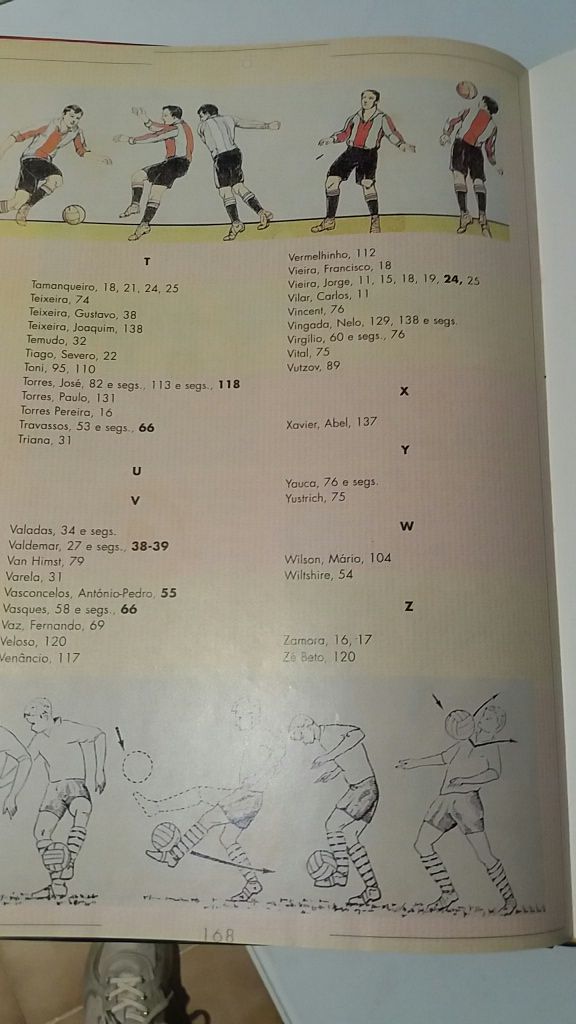 T
Tamanqueiro, 18, 21, 24, 25
Teixeira, 74
Teixeira, Gustavo, 38
Teixeira, Joaquim, 138
Temudo, 32
Tiago, Severo, 22
Toni, 95, 110
Torres, José, 82 e segs., 113 e segs., 118
Torres, Paulo, 131
Torres Pereira, 16
Travassos, 53 e segs., 66
Triana, 31
U
V
Valadas, 34 e segs.
Valdemar, 27 e segs., 38-39
Van Himst, 79
Varela, 31
Vasconcelos, António-Pedro, 55
Vasques, 58 e segs., 66
Vaz, Fernando, 69
Veloso, 120
Venâncio, 117
Vermelhinho, 112
Vieira, Francisco, 18
Vieira, Jorge, 11, 15, 18, 19, 24, 25
Vilar, Carlos, 11
Vincent, 76
Vingada, Nelo, 129, 138 e segs.
Virgílio, 60 e segs., 76
Vital, 75
Vutzov, 89
X
Xavier, Abel, 137
Y
Yauca, 76 e segs.
Yustrich, 75
W
Wilson, Mário, 104
Wiltshire, 54
Z
Zamora, 16, 17
Zé Beto, 120
168